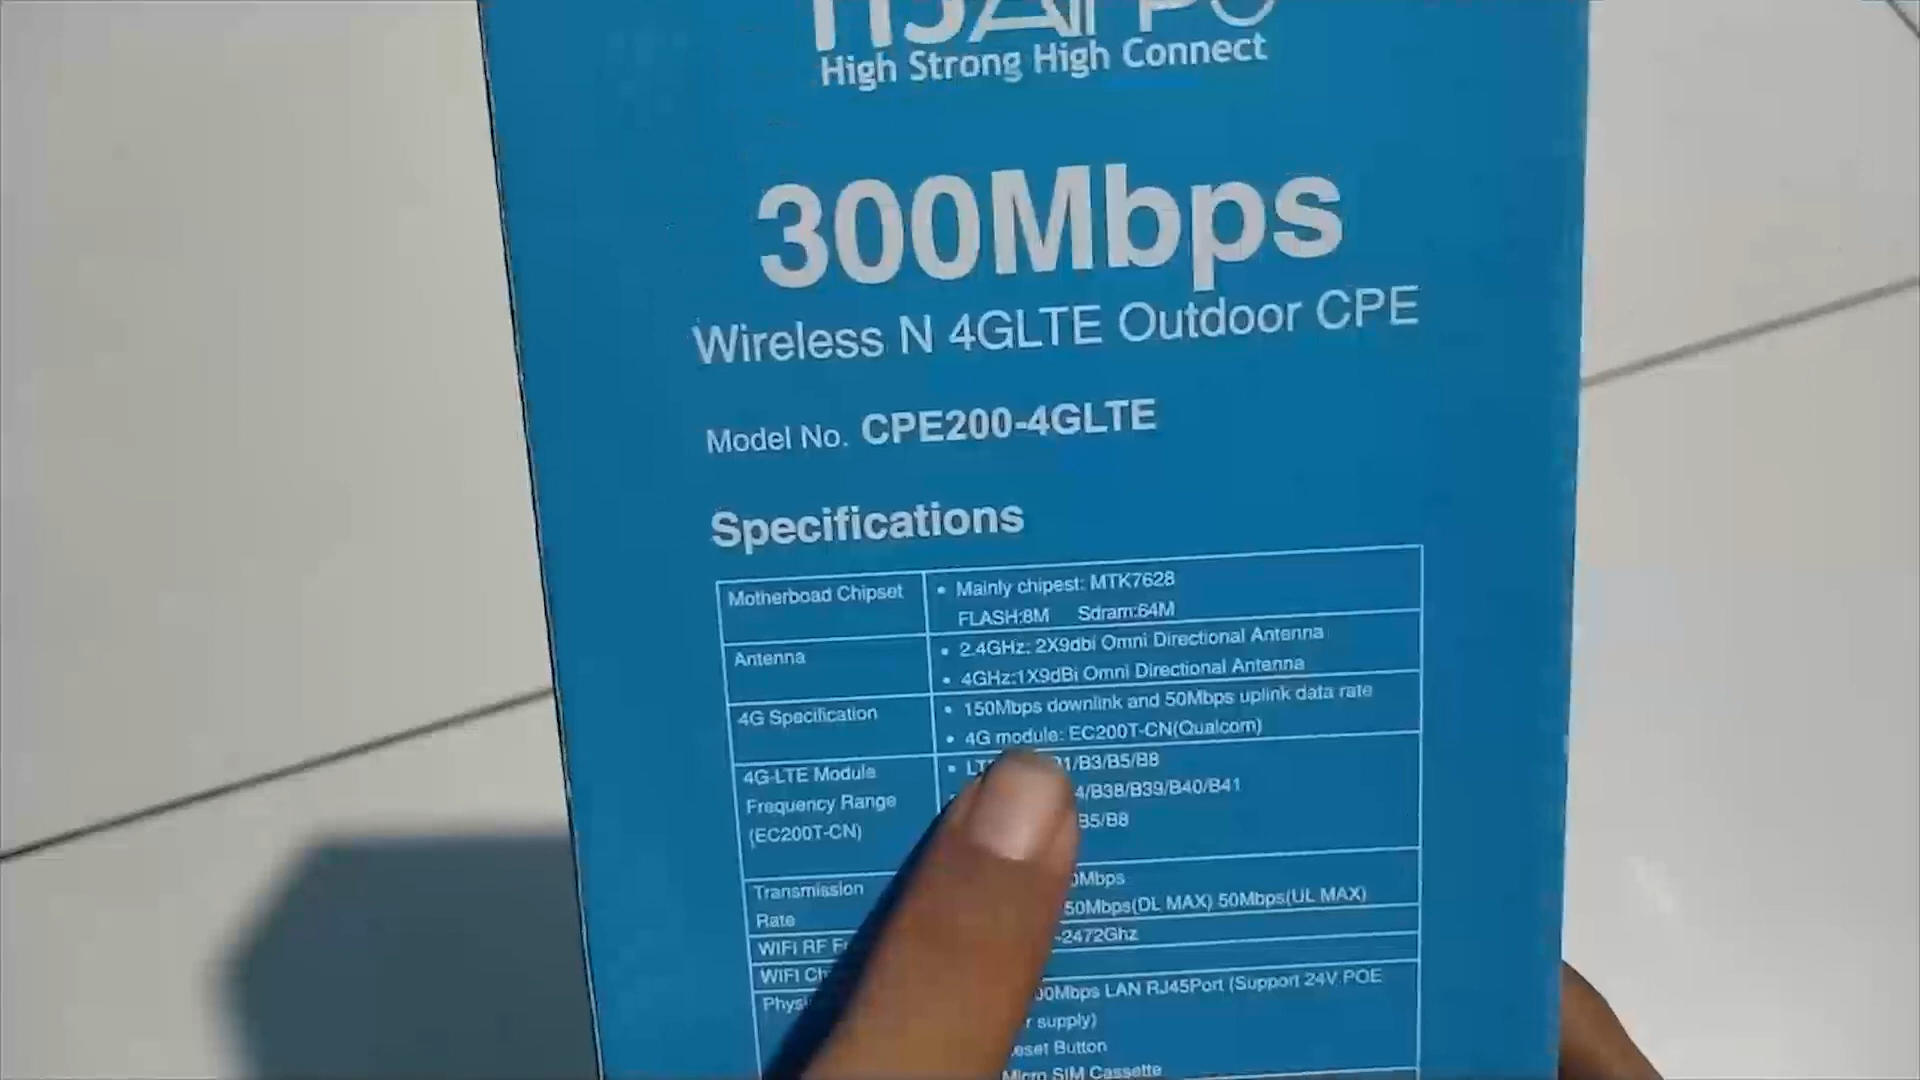 High Strong High Connect
300Mbps
Wireless N 4GLTE Outdoor CPE
Model No. CPE200-4GLTE
Specifications
Motherboad Chipset
• Mainly chipest: MTK7628
FLASH:8M Sdram:64M
Antenna
• 2.4GHz: 2X9dbi Omni Directional Antenna
• 4GHz:1X9dBi Omni Directional Antenna
4G Specification
• 150Mbps downlink and 50Mbps uplink data rate
• 4G module: EC200T-CN(Qualcom)
4G-LTE Module
Frequency Range
(EC200T-CN)
/B3/B5/B8
/B38/B39/B40/B41
B5/B8
Transmission
Rate
50Mbps(DL MAX) 50Mbps(UL MAX)
WIFI RF
-2472Ghz
WIFI
LAN RJ45Port (Support 24V POE
supply)
Button
Micro SIM Cassette